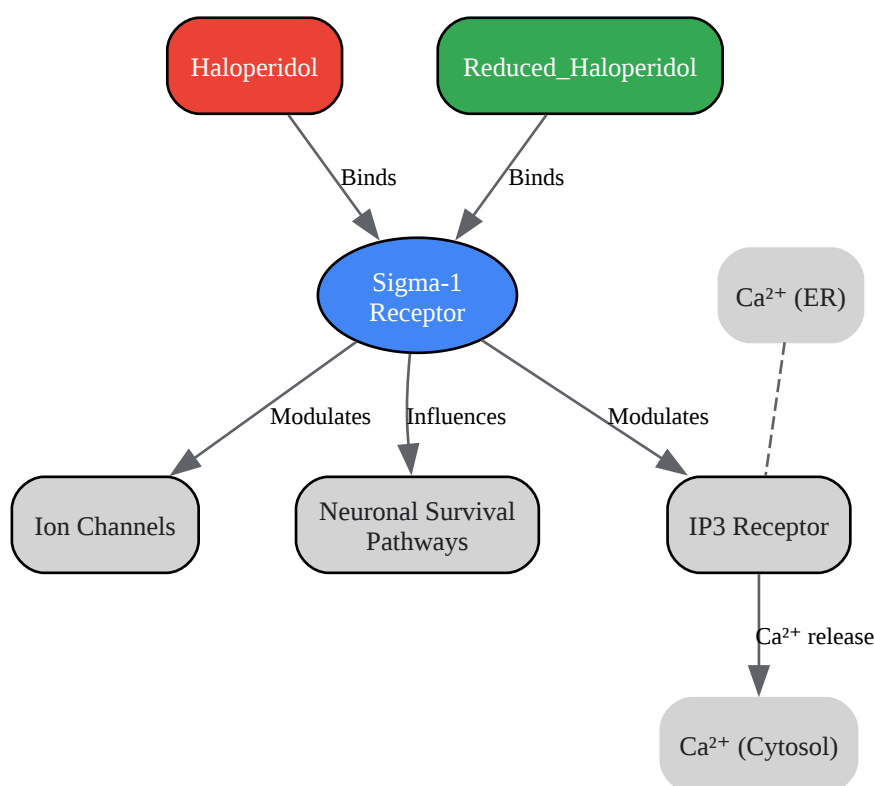 Haloperidol
Reduced_Haloperidol
Binds
Binds
Sigma-1
Receptor
Ca²⁺ (ER)
Modulates
Influences
Modulates
Ion Channels
Neuronal Survival
Pathways
IP3 Receptor
Ca²⁺ release
Ca²⁺ (Cytosol)